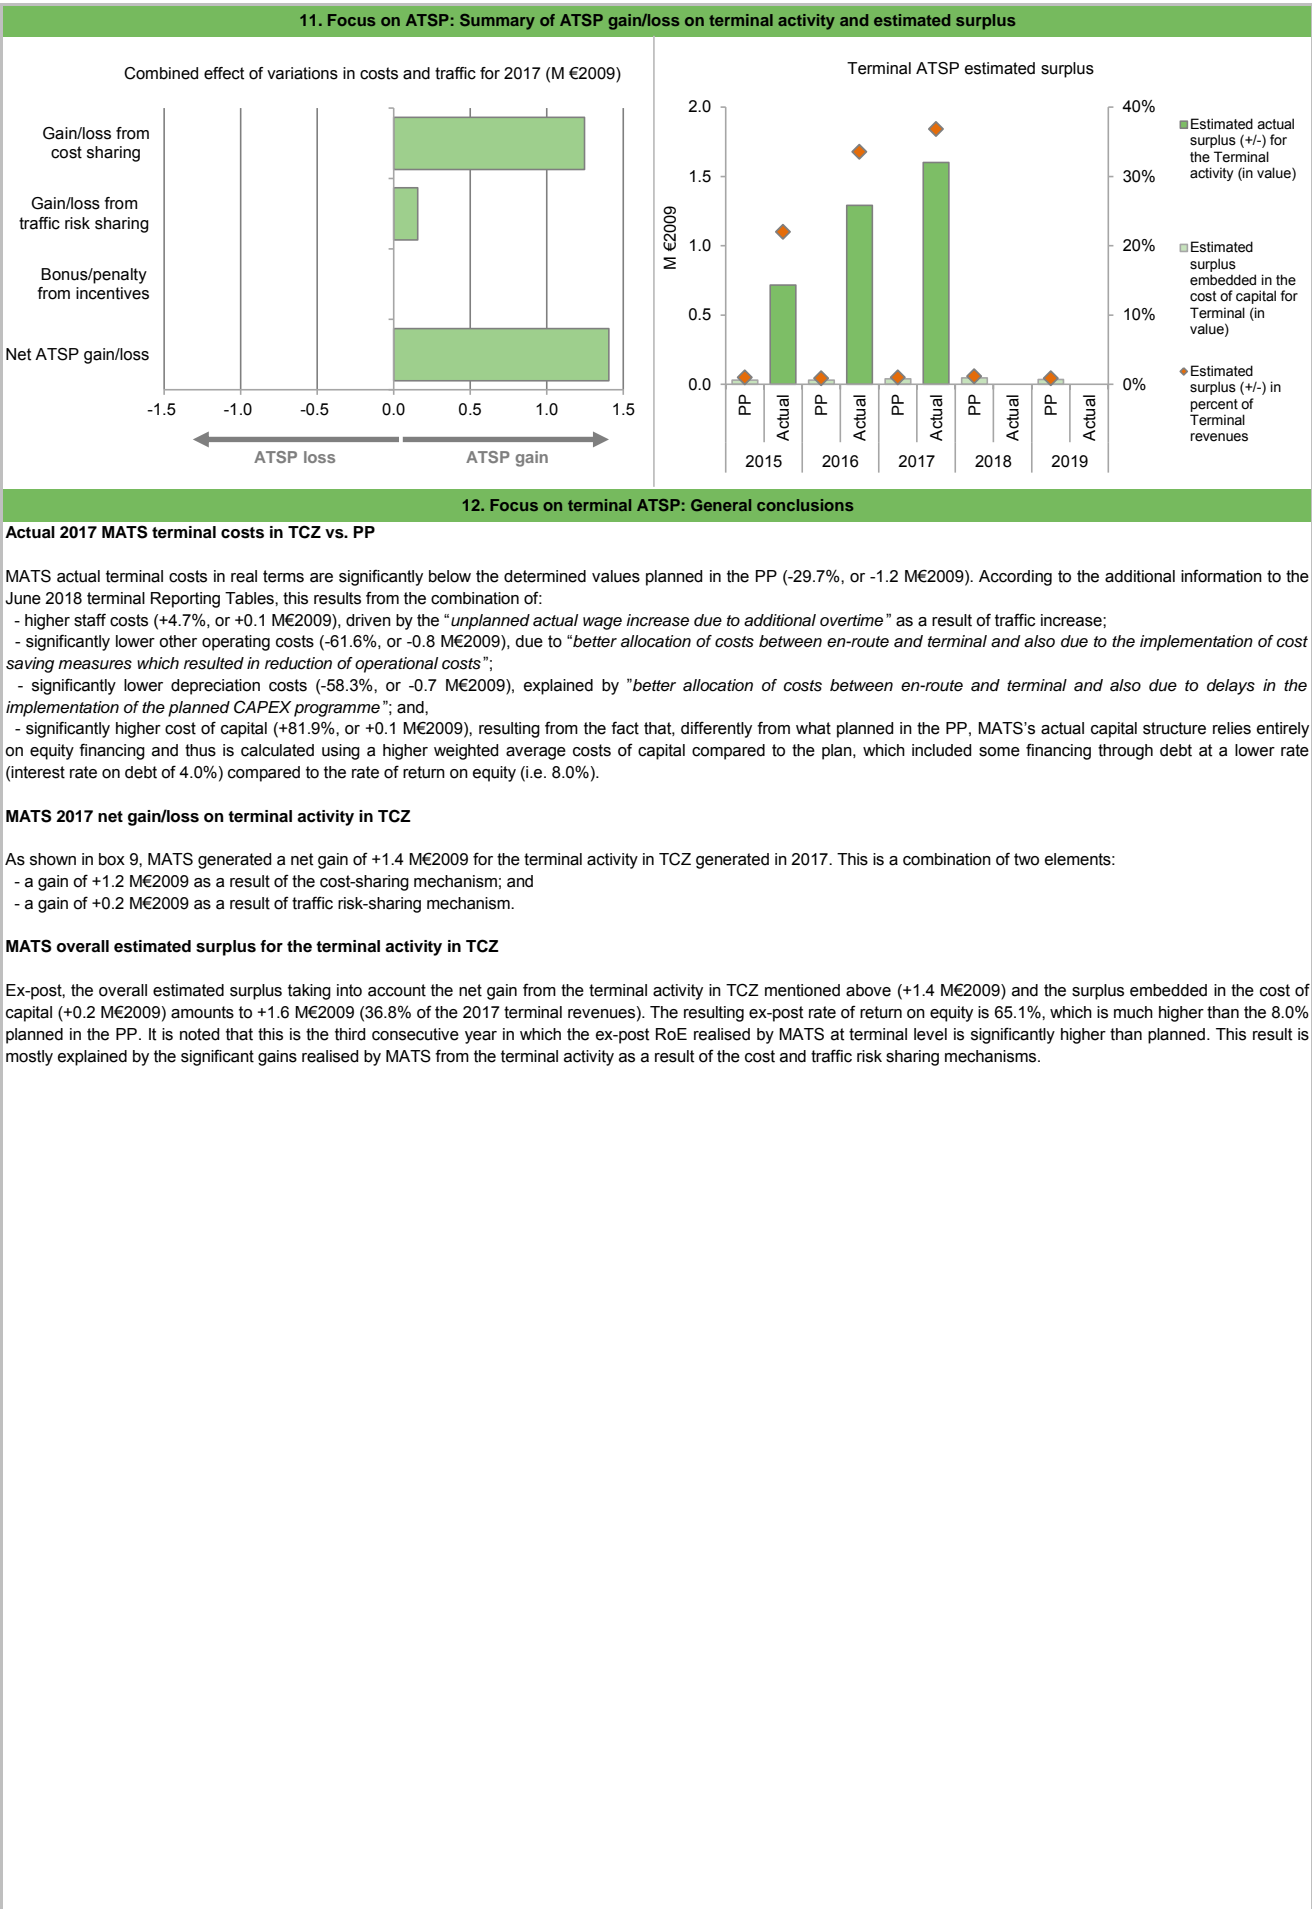 11. Focus on ATSP: Summary of ATSP gain/loss on terminal activity and estimated surplus
Combined effect of variations in costs and traffic for 2017 (M €2009)
Gain/loss from
cost sharing
Gain/loss from
traffic risk sharing
Bonus/penalty
from incentives
Net ATSP gain/loss
-1.5 -1.0 -0.5 0.0 0.5 1.0 1.5
ATSP loss ATSP gain
Terminal ATSP estimated surplus
M €2009
2.0
1.5
1.0
0.5
0.0
40%
30%
20%
10%
0%
PP Actual PP Actual PP Actual PP Actual PP Actual
2015 2016 2017 2018 2019
Estimated actual
surplus (+/-) for
the Terminal
activity (in value)
Estimated
surplus
embedded in the
cost of capital for
Terminal (in
value)
Estimated
surplus (+/-) in
percent of
Terminal
revenues
12. Focus on terminal ATSP: General conclusions
Actual 2017 MATS terminal costs in TCZ vs. PP
MATS actual terminal costs in real terms are significantly below the determined values planned in the PP (-29.7%, or -1.2 M€2009). According to the additional information to the
June 2018 terminal Reporting Tables, this results from the combination of:
- higher staff costs (+4.7%, or +0.1 M€2009), driven by the “unplanned actual wage increase due to additional overtime” as a result of traffic increase;
- significantly lower other operating costs (-61.6%, or -0.8 M€2009), due to “better allocation of costs between en-route and terminal and also due to the implementation of cost
saving measures which resulted in reduction of operational costs”;
- significantly lower depreciation costs (-58.3%, or -0.7 M€2009), explained by ”better allocation of costs between en-route and terminal and also due to delays in the
implementation of the planned CAPEX programme”; and,
- significantly higher cost of capital (+81.9%, or +0.1 M€2009), resulting from the fact that, differently from what planned in the PP, MATS’s actual capital structure relies entirely
on equity financing and thus is calculated using a higher weighted average costs of capital compared to the plan, which included some financing through debt at a lower rate
(interest rate on debt of 4.0%) compared to the rate of return on equity (i.e. 8.0%).
MATS 2017 net gain/loss on terminal activity in TCZ
As shown in box 9, MATS generated a net gain of +1.4 M€2009 for the terminal activity in TCZ generated in 2017. This is a combination of two elements:
- a gain of +1.2 M€2009 as a result of the cost-sharing mechanism; and
- a gain of +0.2 M€2009 as a result of traffic risk-sharing mechanism.
MATS overall estimated surplus for the terminal activity in TCZ
Ex-post, the overall estimated surplus taking into account the net gain from the terminal activity in TCZ mentioned above (+1.4 M€2009) and the surplus embedded in the cost of
capital (+0.2 M€2009) amounts to +1.6 M€2009 (36.8% of the 2017 terminal revenues). The resulting ex-post rate of return on equity is 65.1%, which is much higher than the 8.0%
planned in the PP. It is noted that this is the third consecutive year in which the ex-post RoE realised by MATS at terminal level is significantly higher than planned. This result is
mostly explained by the significant gains realised by MATS from the terminal activity as a result of the cost and traffic risk sharing mechanisms.